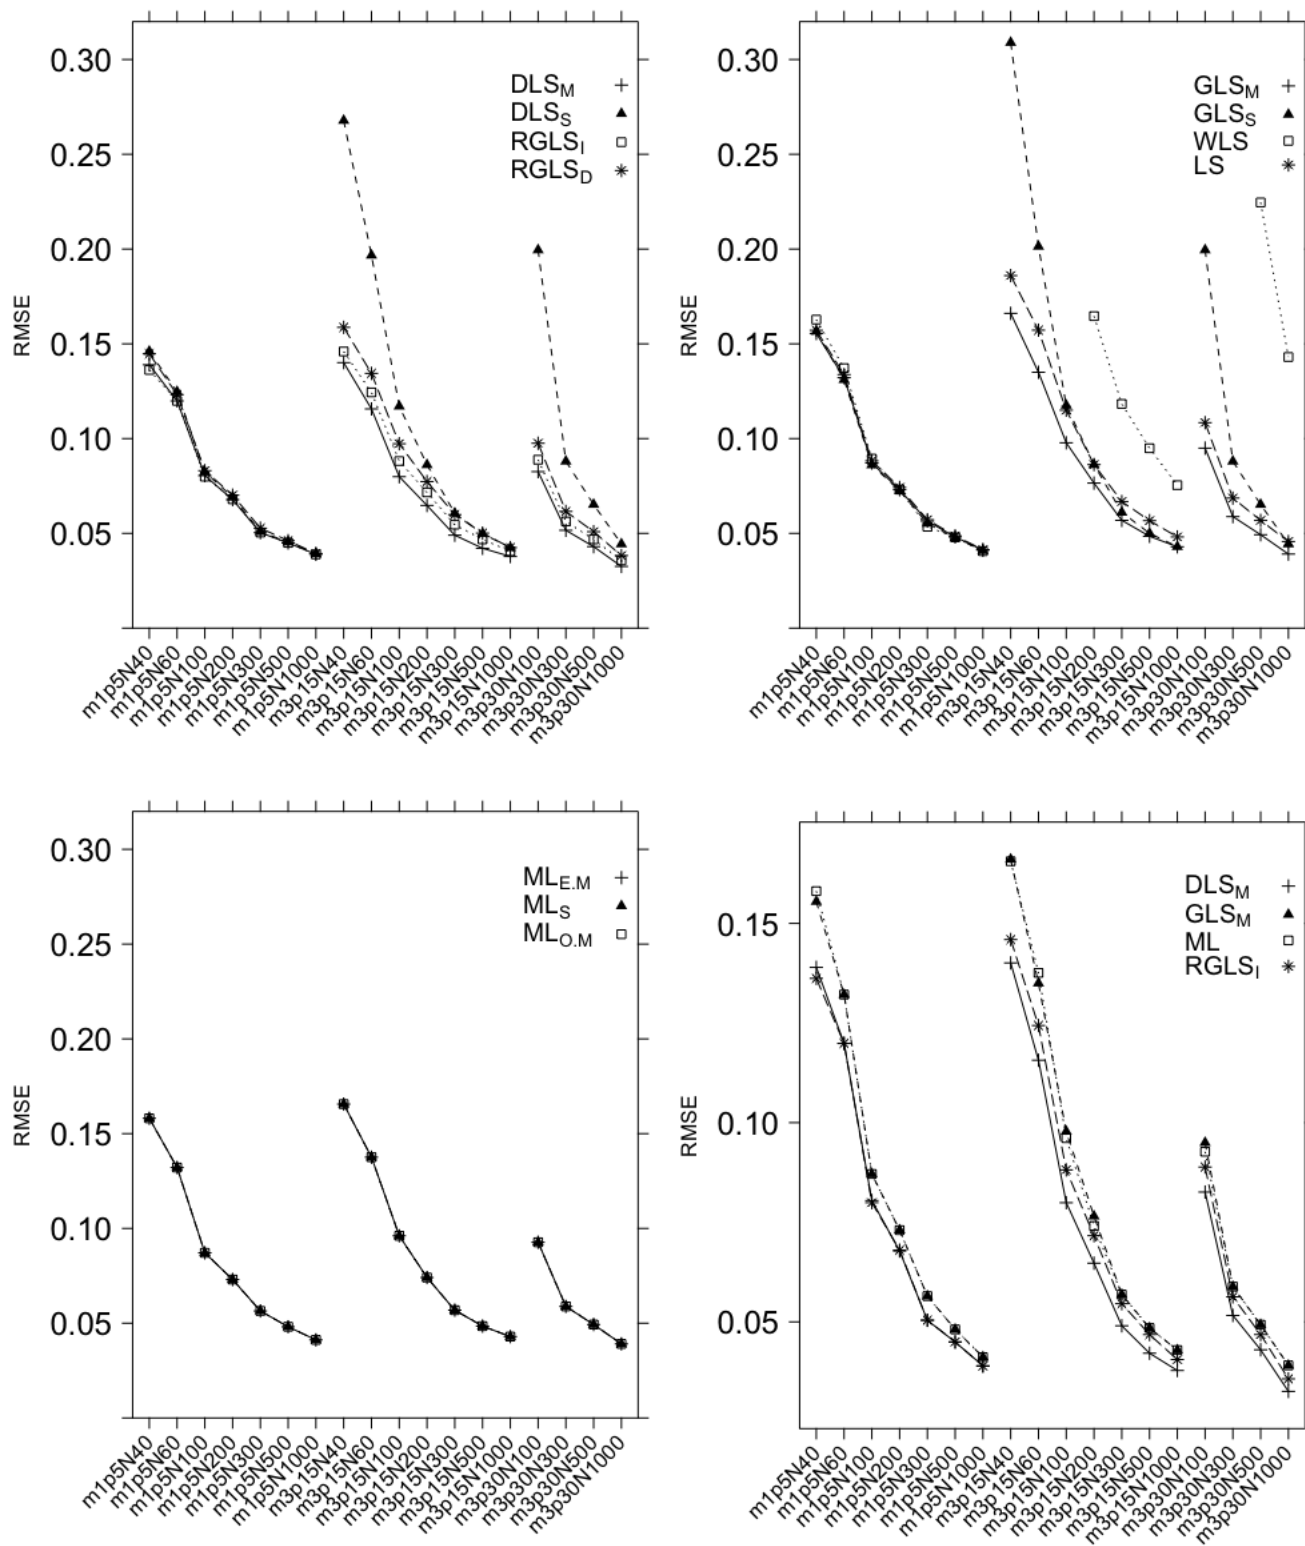 0.30
0.25
0.20
0.15
0.10
0.05
RMSE
DLSM
DLSS
RGLSI
RGLSD
m1p5N40
m1p5N60
m1p5N100
m1p5N200
m1p5N300
m1p5N500
m1p5N1000
m3p15N40
m3p15N60
m3p15N100
m3p15N200
m3p15N300
m3p15N500
m3p15N1000
m3p30N100
m3p30N300
m3p30N500
m3p30N1000
0.30
0.25
0.20
0.15
0.10
0.05
RMSE
GLSM
GLSS
WLS
LS
m1p5N40
m1p5N60
m1p5N100
m1p5N200
m1p5N300
m1p5N500
m1p5N1000
m3p15N40
m3p15N60
m3p15N100
m3p15N200
m3p15N300
m3p15N500
m3p15N1000
m3p30N100
m3p30N300
m3p30N500
m3p30N1000
0.30
0.25
0.20
0.15
0.10
0.05
RMSE
MLE.M
MLS
MLO.M
m1p5N40
m1p5N60
m1p5N100
m1p5N200
m1p5N300
m1p5N500
m1p5N1000
m3p15N40
m3p15N60
m3p15N100
m3p15N200
m3p15N300
m3p15N500
m3p15N1000
m3p30N100
m3p30N300
m3p30N500
m3p30N1000
0.15
0.10
0.05
RMSE
DLSM
GLSM
ML
RGLSI
m1p5N40
m1p5N60
m1p5N100
m1p5N200
m1p5N300
m1p5N500
m1p5N1000
m3p15N40
m3p15N60
m3p15N100
m3p15N200
m3p15N300
m3p15N500
m3p15N1000
m3p30N100
m3p30N300
m3p30N500
m3p30N1000